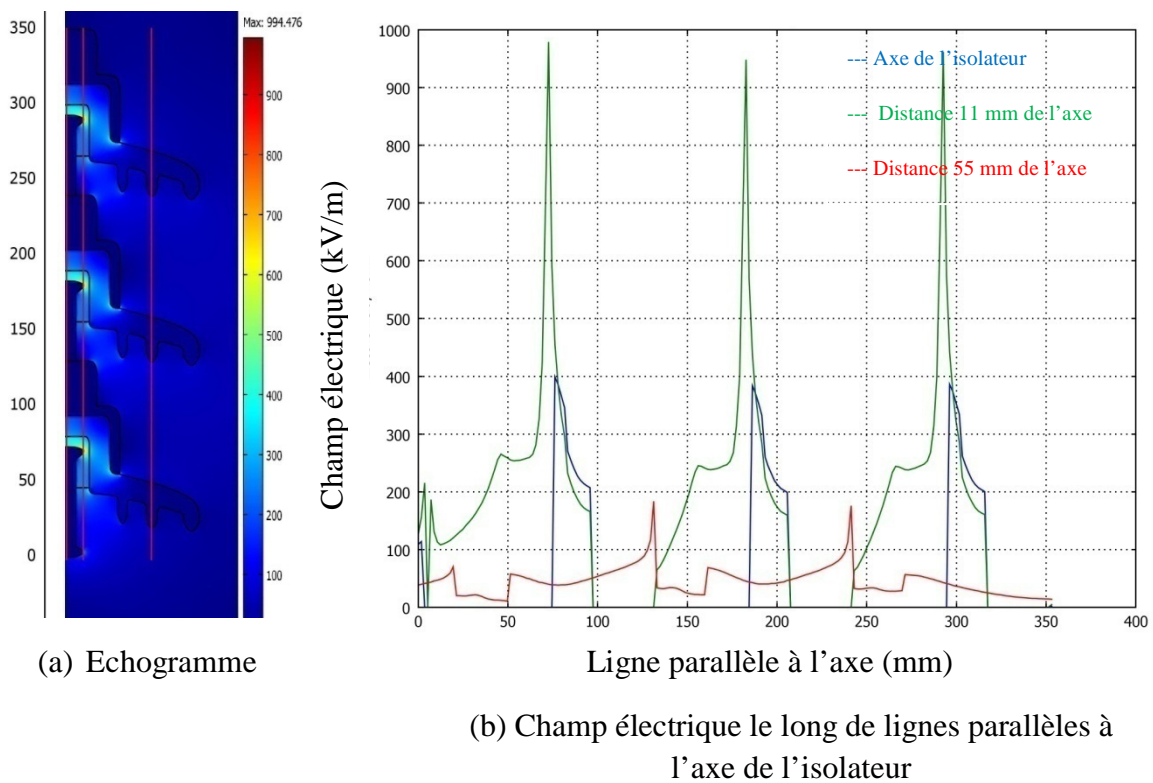 Max: 994.476
350
300
250
200
150
100
50
0
900
800
700
600
500
400
300
200
100
(a) Echogramme
Champ électrique (kV/m)
1000
900
800
700
600
500
400
300
200
100
0
--- Axe de l’isolateur
--- Distance 11 mm de l’axe
--- Distance 55 mm de l’axe
0 50 100 150 200 250 300 350 400
Ligne parallèle à l’axe (mm)
(b) Champ électrique le long de lignes parallèles à
l’axe de l’isolateur